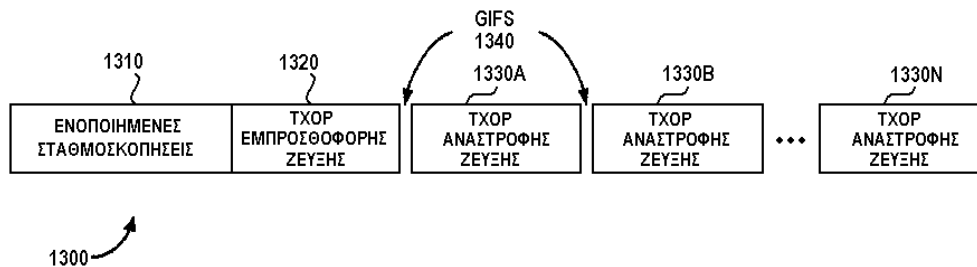 GIFS
1340
1310
1320
1330A
1330B
1330N
ΕΝΟΠΟΙΗΜΕΝΕΣ
ΣΤΑΘΜΟΣΚΟΠΗΣΕΙΣ
ΤΧΟΡ
ΕΜΠΡΟΣΘΟΦΟΡΗΣ
ΖΕΥΞΗΣ
ΤΧΟΡ
ΑΝΑΣΤΡΟΦΗΣ
ΖΕΥΞΗΣ
ΤΧΟΡ
ΑΝΑΣΤΡΟΦΗΣ
ΖΕΥΞΗΣ
•••
ΤΧΟΡ
ΑΝΑΣΤΡΟΦΗΣ
ΖΕΥΞΗΣ
1300